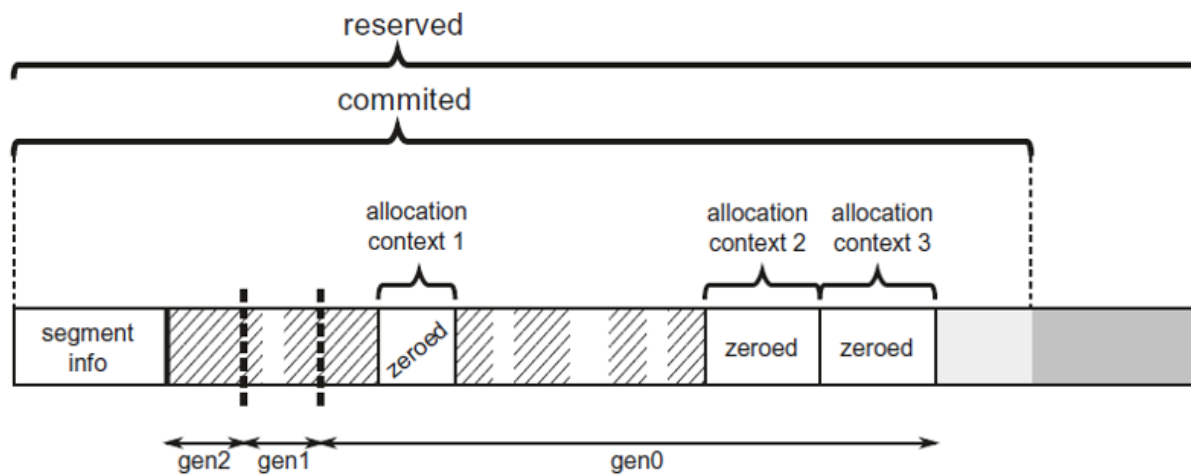 reserved
commited
allocation
context 1
allocation
context 2
allocation
context 3
segment
info
zeroed
zeroed
zeroed
gen2
gen1
gen0